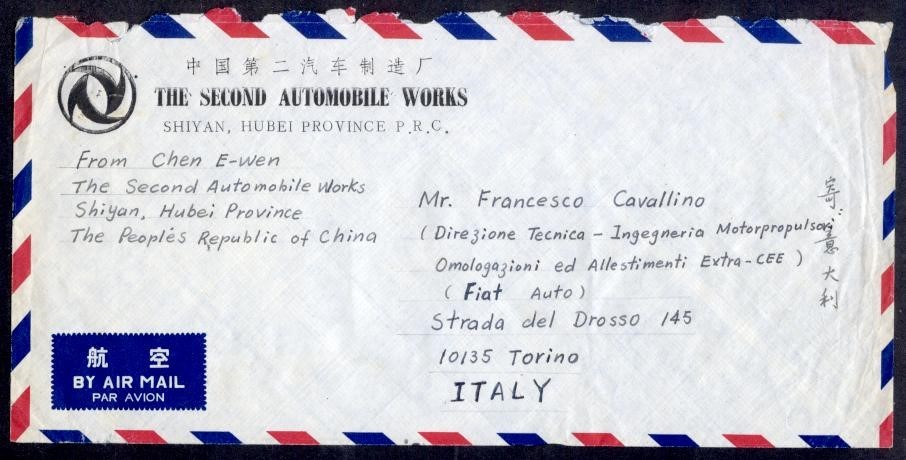 中国第二汽车制造厂
THE SECOND AUTOMOBILE WORKS
SHIYAN, HUBEI PROVINCE P.R.C.
From Chen E-wen
The Second Automobile Works
Shiyan, Hubei Province
The People's Republic of China
Mr. Francesco Cavallino
(Direzione Tecnica - Ingegneria Motorpropulsori
Omologazioni ed Allestimenti Extra-CEE)
(Fiat Auto)
Strada del Drosso 145
10135 Torino
ITALY
寄:意大利
航空
BY AIR MAIL
PAR AVION